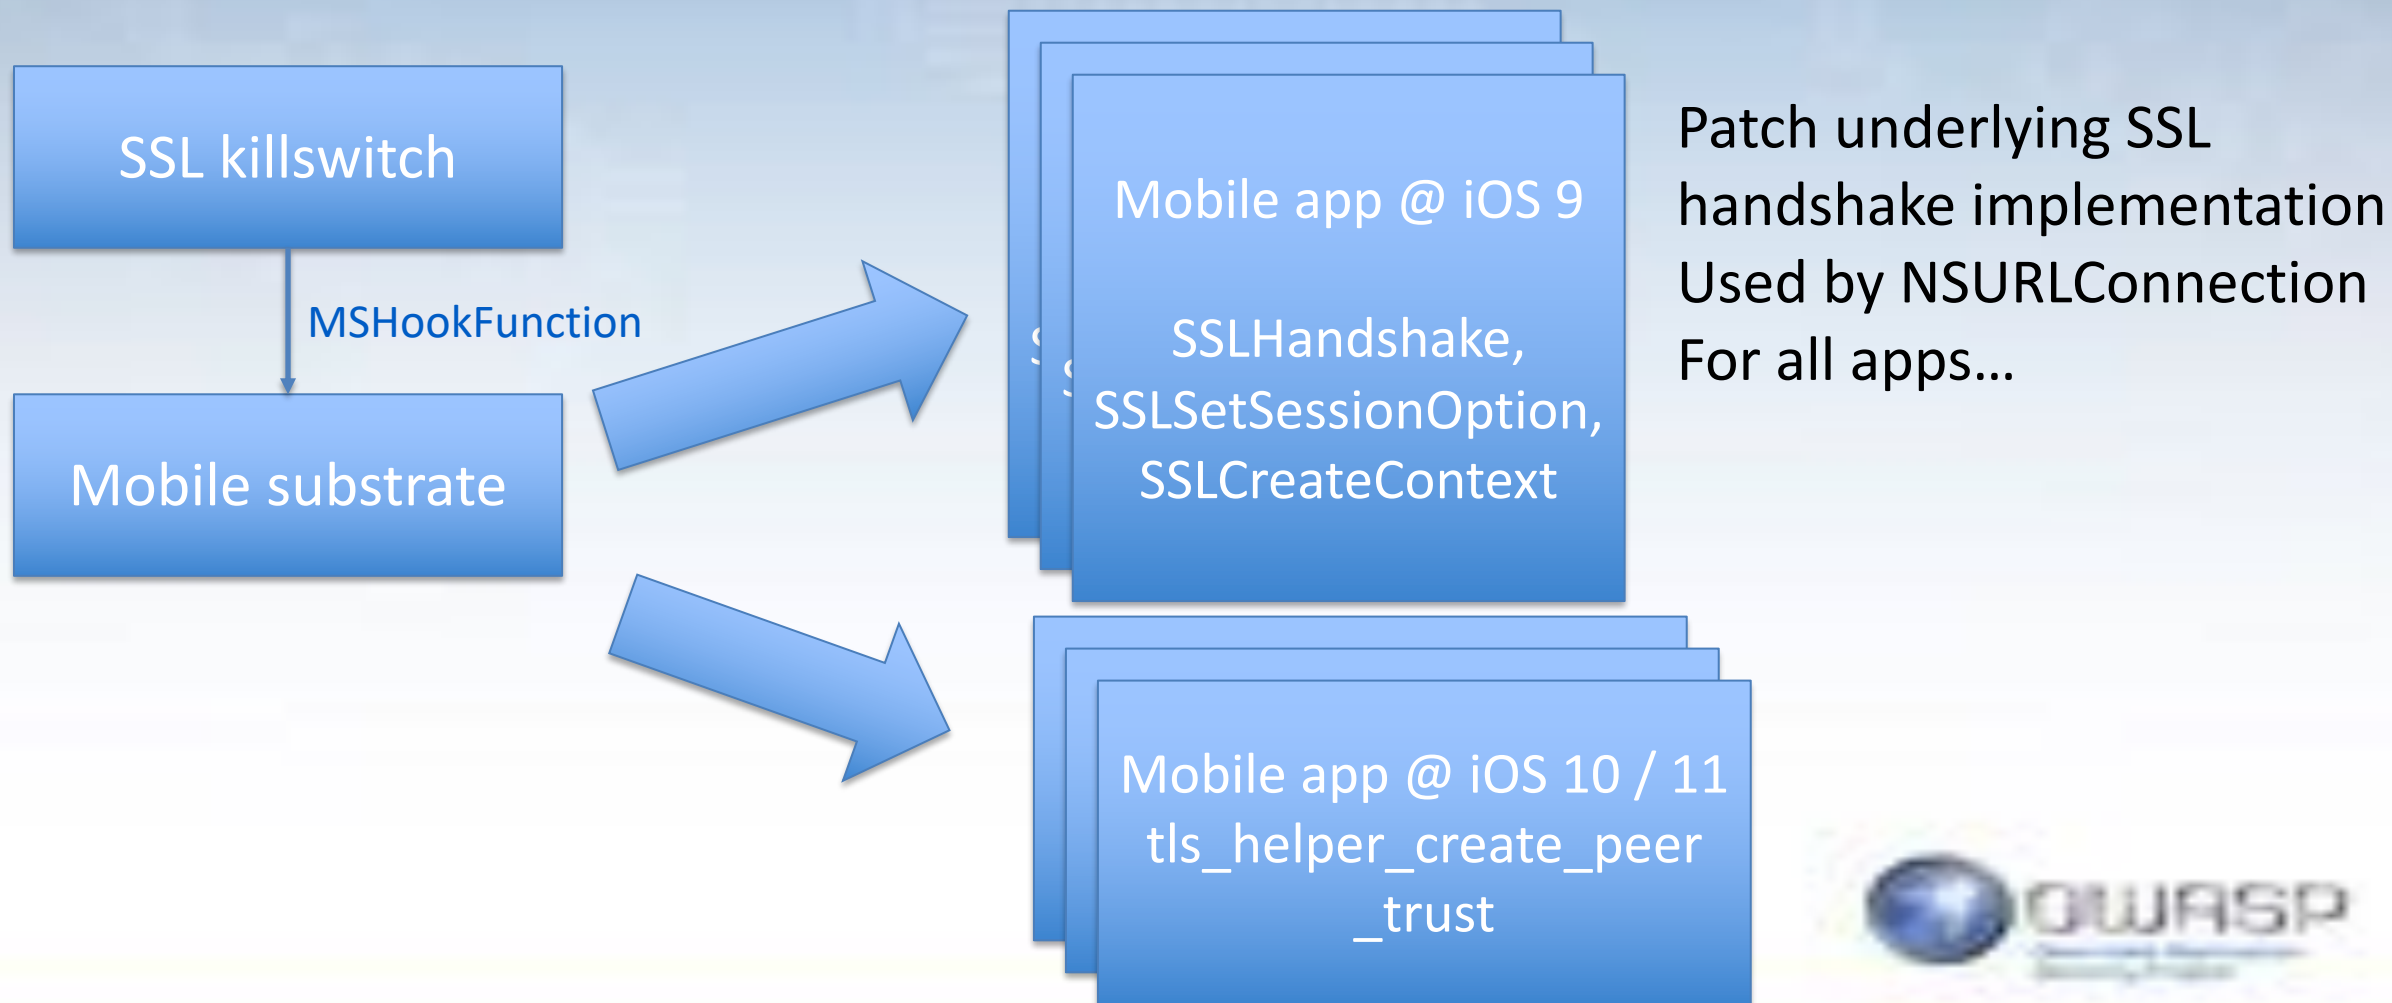 SSL killswitch
MSHookFunction
Mobile substrate
Mobile app @ iOS 9
SSLHandshake,
SSLSetSessionOption,
SSLCreateContext
Patch underlying SSL
handshake implementation
Used by NSURLConnection
For all apps…
Mobile app @ iOS 10 / 11
tls_helper_create_peer
_trust
OWASP